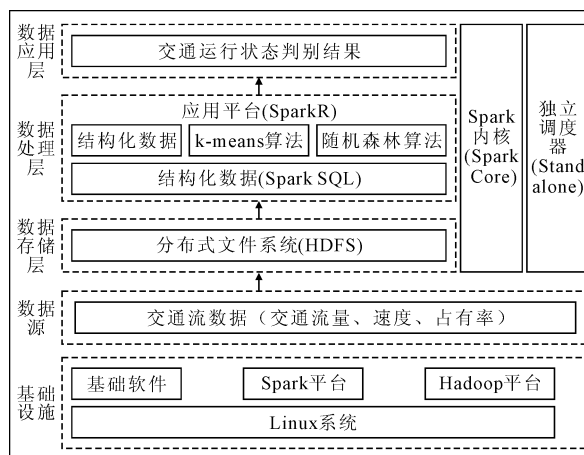 数据
应用
层
交通运行状态判别结果
数据
处理
层
应用平台(SparkR)
结构化数据
k-means算法
随机森林算法
结构化数据(Spark SQL)
数据
存储
层
分布式文件系统(HDFS)
Spark
内核
(Spark
Core)
独立
调度
器
(Stand
alone)
数据
源
交通流数据（交通流量、速度、占有率）
基础
设施
基础软件
Spark平台
Hadoop平台
Linux系统